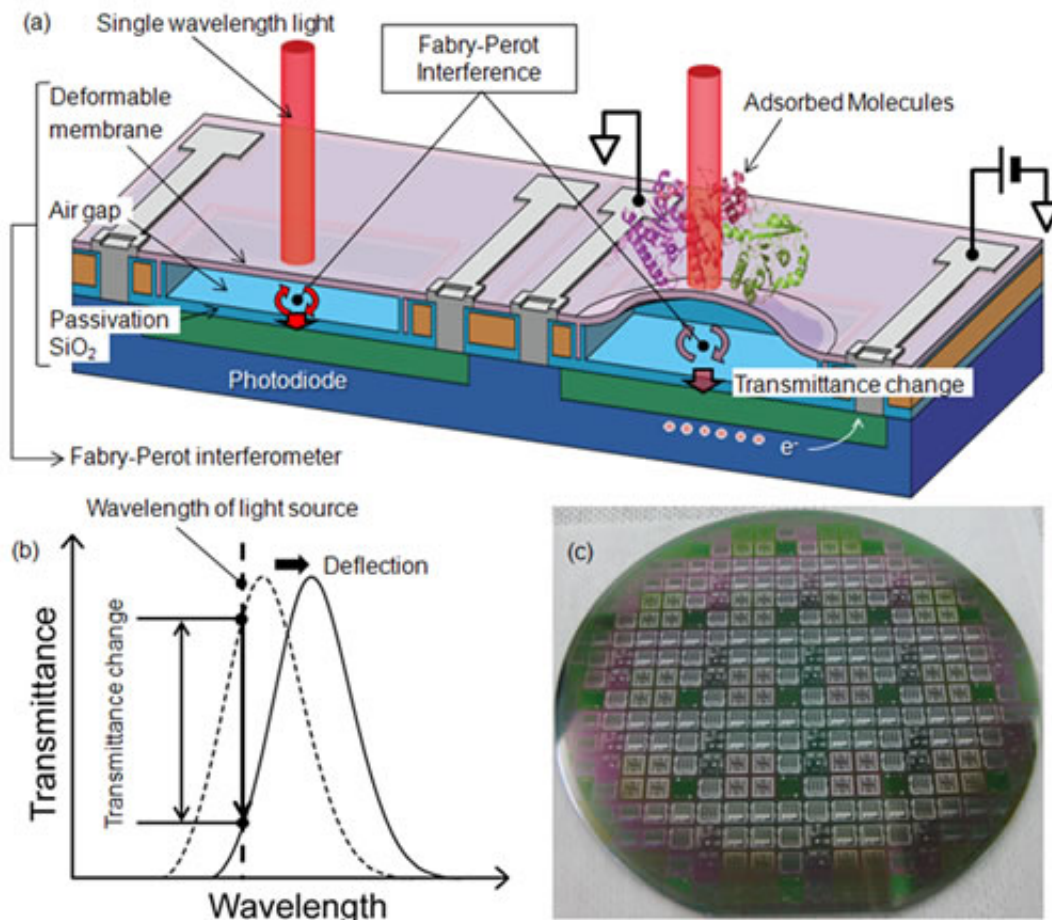 (a)
Single wavelength light
Fabry-Perot
Interference
Deformable
membrane
Adsorbed Molecules
Air gap
Passivation
SiO₂
Photodiode
Transmittance change
e⁻
Fabry-Perot interferometer
Wavelength of light source
(b)
Deflection
Transmittance
Transmittance change
Wavelength
(c)